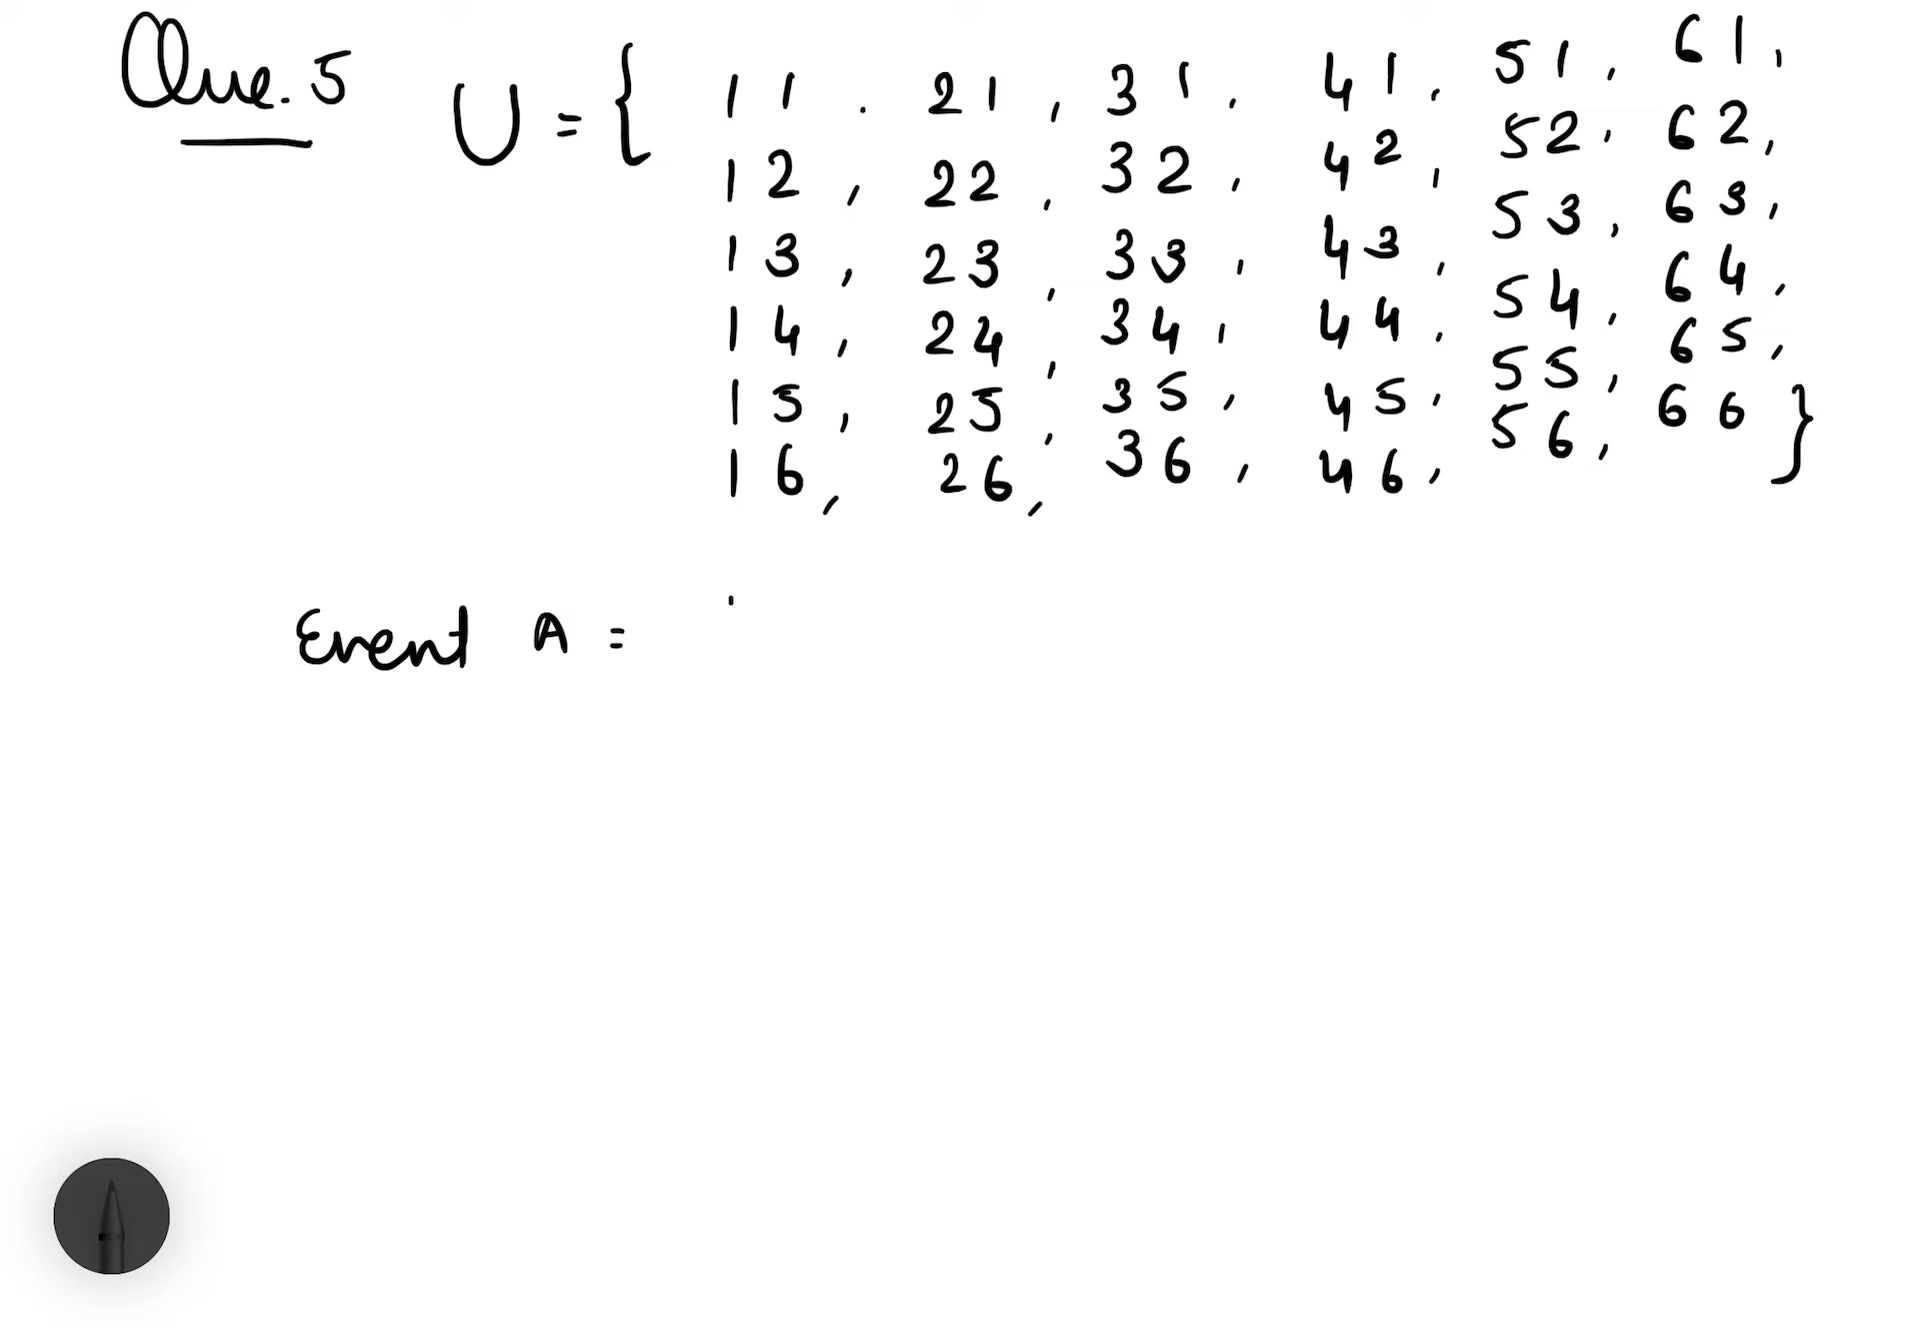 Que. 5 U = { 11 . 21 , 31 , 41 , 51 , 61 ,
12 , 22 , 32 , 42 , 52 , 62 ,
13 , 23 , 33 , 43 , 53 , 63 ,
14 , 24 , 34 , 44 , 54 , 64 ,
15 , 25 , 35 , 45 , 55 , 65 ,
16 , 26 , 36 , 46 , 56 , 66 }
Event A =